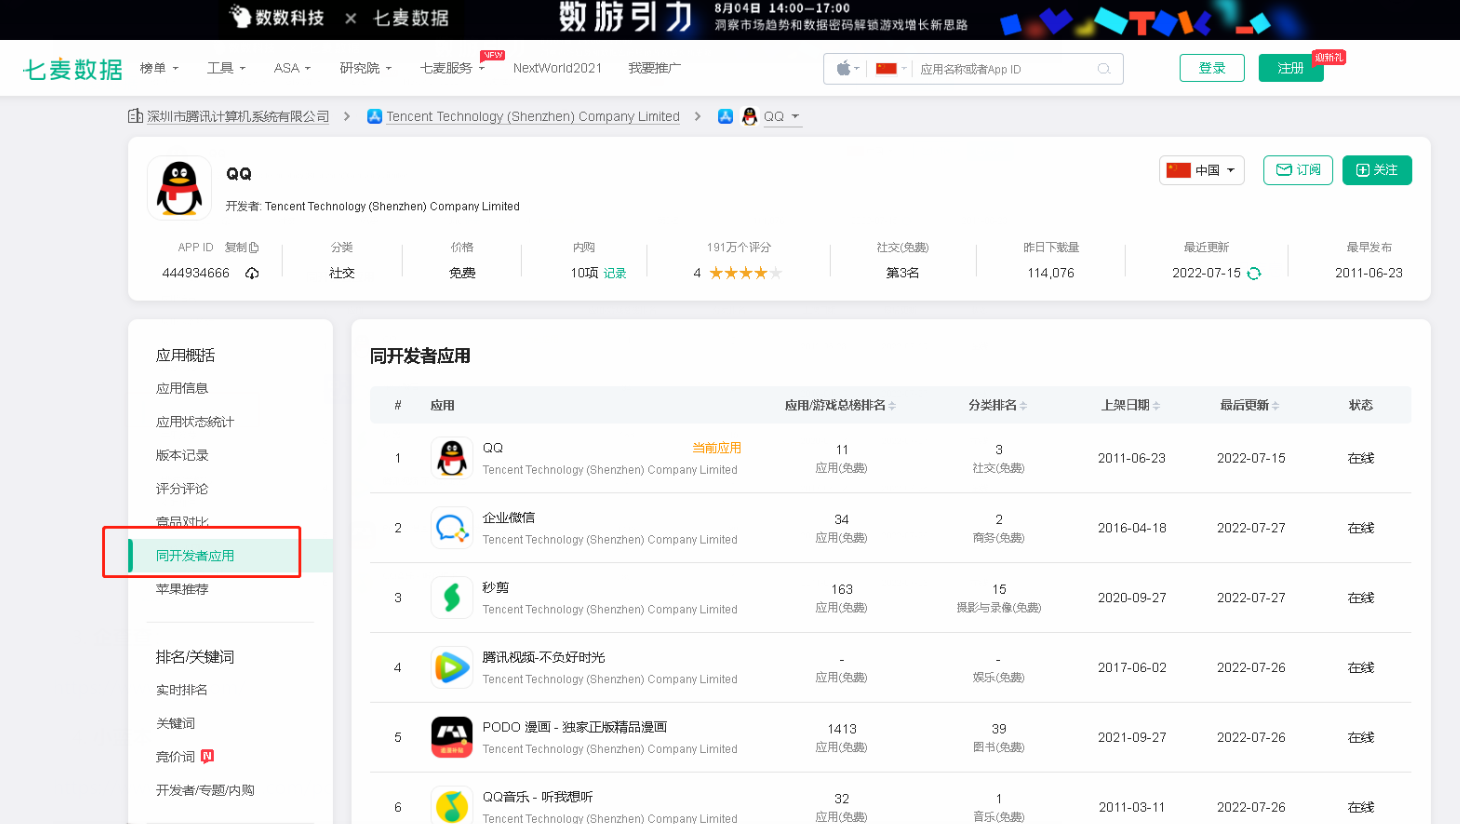 数数科技 × 七麦数据 数游引力 8月04日 14:00—17:00
洞察市场趋势和数据密码解锁游戏增长新思路
七麦数据 榜单 工具 ASA 研究院 七麦服务 NEW NextWorld2021 我要推广 应用名称或者App ID 登录 注册 迎新礼
深圳市腾讯计算机系统有限公司 > Tencent Technology (Shenzhen) Company Limited > QQ
QQ
中国 订阅 关注
开发者: Tencent Technology (Shenzhen) Company Limited
APP ID 复制 分类 价格 内购 191万个评分 社交(免费) 昨日下载量 最近更新 最早发布
444934666 社交 免费 10项 记录 4 第3名 114,076 2022-07-15 2011-06-23
应用概括
应用信息
应用状态统计
版本记录
评分评论
竞品对比
同开发者应用
苹果推荐
排名/关键词
实时排名
关键词
竞价词 N
开发者/专题/内购
同开发者应用
# 应用 应用/游戏总榜排名 分类排名 上架日期 最后更新 状态
1 QQ 当前应用 11 3 2011-06-23 2022-07-15 在线
Tencent Technology (Shenzhen) Company Limited 应用(免费) 社交(免费)
2 企业微信 34 2 2016-04-18 2022-07-27 在线
Tencent Technology (Shenzhen) Company Limited 应用(免费) 商务(免费)
3 秒剪 163 15 2020-09-27 2022-07-27 在线
Tencent Technology (Shenzhen) Company Limited 应用(免费) 摄影与录像(免费)
4 腾讯视频-不负好时光 - - 2017-06-02 2022-07-26 在线
Tencent Technology (Shenzhen) Company Limited 应用(免费) 娱乐(免费)
5 PODO 漫画 - 独家正版精品漫画 1413 39 2021-09-27 2022-07-26 在线
Tencent Technology (Shenzhen) Company Limited 应用(免费) 图书(免费)
6 QQ音乐 - 听我想听 32 1 2011-03-11 2022-07-26 在线
Tencent Technology (Shenzhen) Company Limited 应用(免费) 音乐(免费)